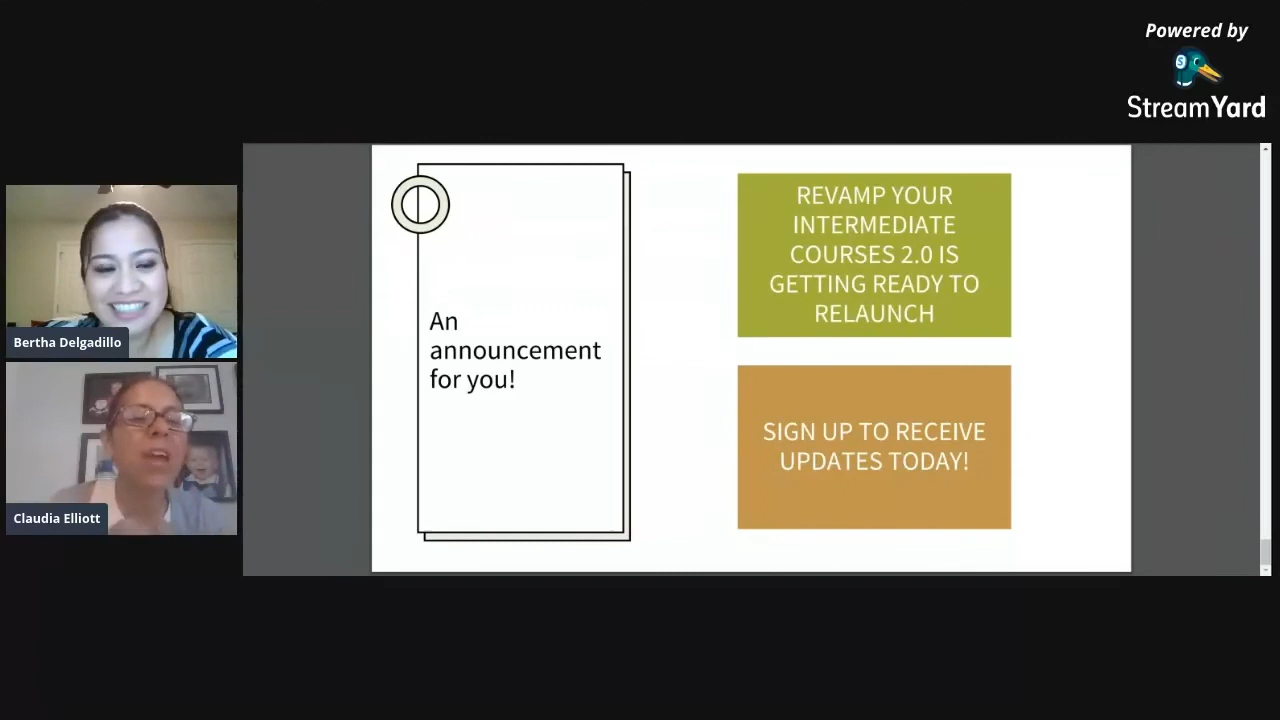 Powered by
StreamYard
Bertha Delgadillo
Claudia Elliott
An
announcement
for you!
REVAMP YOUR
INTERMEDIATE
COURSES 2.0 IS
GETTING READY TO
RELAUNCH
SIGN UP TO RECEIVE
UPDATES TODAY!